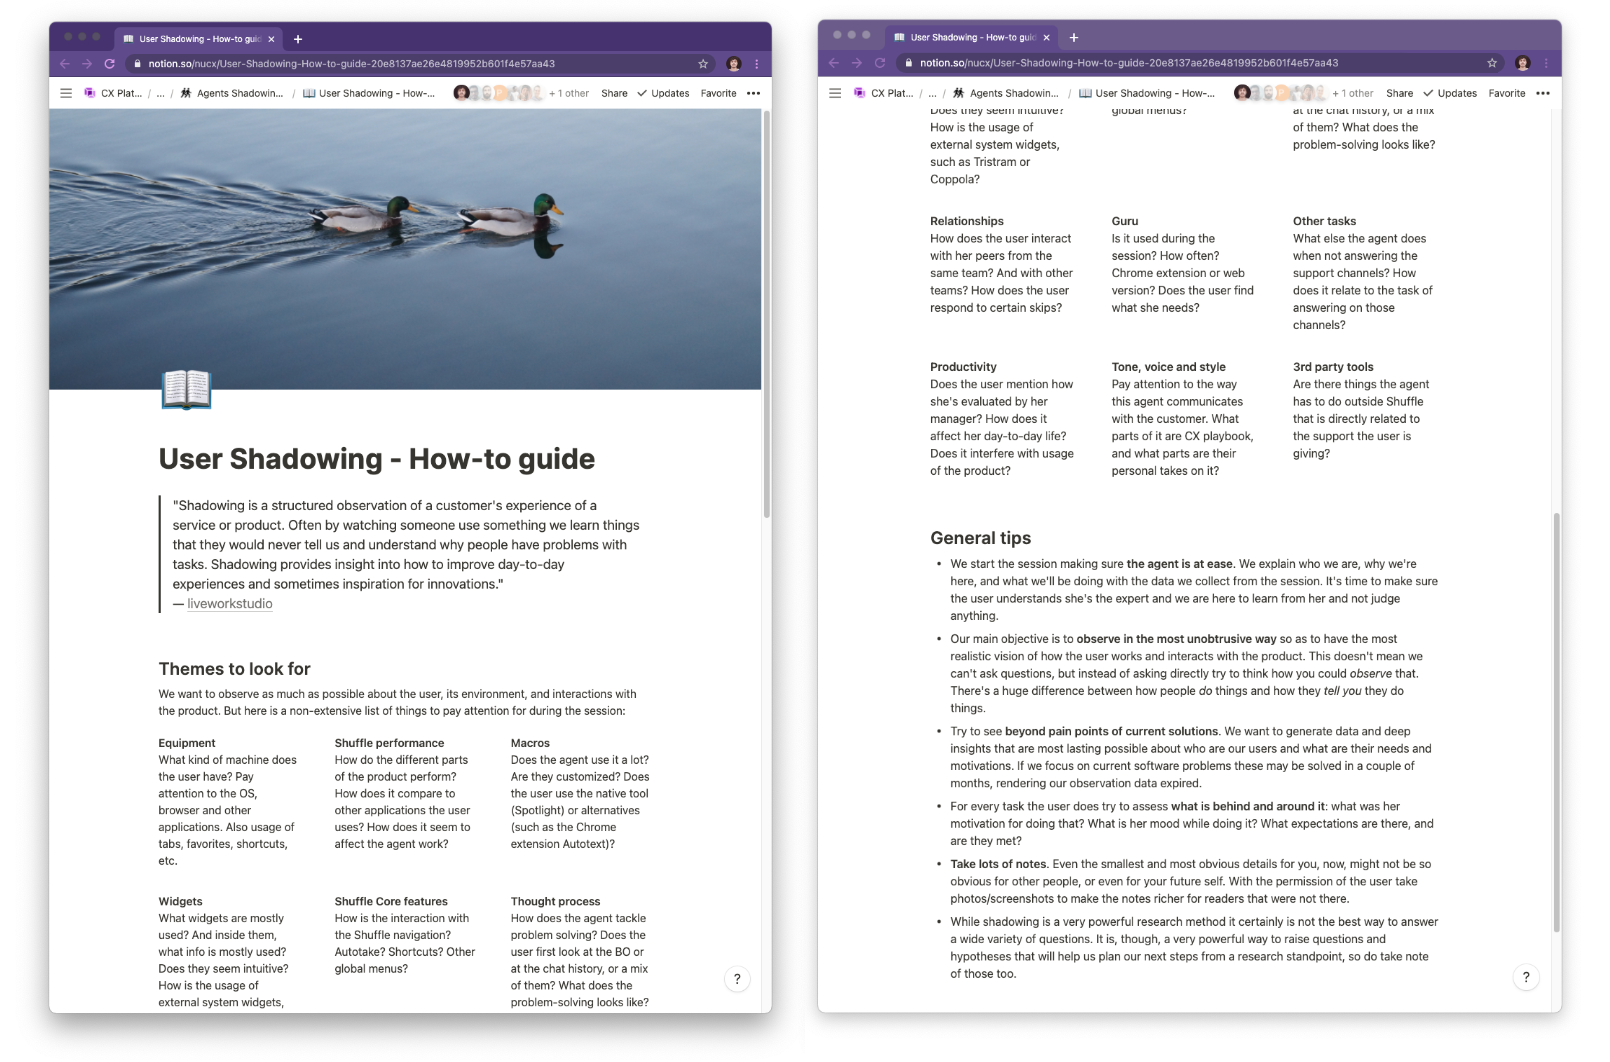 User Shadowing - How-to guid
notion.so/nucx/User-Shadowing-How-to-guide-20e8137ae26e4819952b601f4e57aa43
CX Plat... / ... / Agents Shadowin... / User Shadowing - How-... + 1 other Share Updates Favorite •••
User Shadowing - How-to guide
"Shadowing is a structured observation of a customer's experience of a
service or product. Often by watching someone use something we learn things
that they would never tell us and understand why people have problems with
tasks. Shadowing provides insight into how to improve day-to-day
experiences and sometimes inspiration for innovations."
— liveworkstudio
Themes to look for
We want to observe as much as possible about the user, its environment, and interactions with
the product. But here is a non-extensive list of things to pay attention for during the session:
Equipment
What kind of machine does
the user have? Pay
attention to the OS,
browser and other
applications. Also usage of
tabs, favorites, shortcuts,
etc.
Shuffle performance
How do the different parts
of the product perform?
How does it compare to
other applications the user
uses? How does it seem to
affect the agent work?
Macros
Does the agent use it a lot?
Are they customized? Does
the user use the native tool
(Spotlight) or alternatives
(such as the Chrome
extension Autotext)?
Widgets
What widgets are mostly
used? And inside them,
what info is mostly used?
Does they seem intuitive?
How is the usage of
external system widgets,
Shuffle Core features
How is the interaction with
the Shuffle navigation?
Autotake? Shortcuts? Other
global menus?
Thought process
How does the agent tackle
problem solving? Does the
user first look at the BO or
at the chat history, or a mix
of them? What does the
problem-solving looks like?
?
User Shadowing - How-to guid
notion.so/nucx/User-Shadowing-How-to-guide-20e8137ae26e4819952b601f4e57aa43
CX Plat... / ... / Agents Shadowin... / User Shadowing - How-... + 1 other Share Updates Favorite •••
Does they seem intuitive?
How is the usage of
external system widgets,
such as Tristram or
Coppola?
global menus?
at the chat history, or a mix
of them? What does the
problem-solving looks like?
Relationships
How does the user interact
with her peers from the
same team? And with other
teams? How does the user
respond to certain skips?
Guru
Is it used during the
session? How often?
Chrome extension or web
version? Does the user find
what she needs?
Other tasks
What else the agent does
when not answering the
support channels? How
does it relate to the task of
answering on those
channels?
Productivity
Does the user mention how
she's evaluated by her
manager? How does it
affect her day-to-day life?
Does it interfere with usage
of the product?
Tone, voice and style
Pay attention to the way
this agent communicates
with the customer. What
parts of it are CX playbook,
and what parts are their
personal takes on it?
3rd party tools
Are there things the agent
has to do outside Shuffle
that is directly related to
the support the user is
giving?
General tips
• We start the session making sure the agent is at ease. We explain who we are, why we're
here, and what we'll be doing with the data we collect from the session. It's time to make sure
the user understands she's the expert and we are here to learn from her and not judge
anything.
• Our main objective is to observe in the most unobtrusive way so as to have the most
realistic vision of how the user works and interacts with the product. This doesn't mean we
can't ask questions, but instead of asking directly try to think how you could observe that.
There's a huge difference between how people do things and how they tell you they do
things.
• Try to see beyond pain points of current solutions. We want to generate data and deep
insights that are most lasting possible about who are our users and what are their needs and
motivations. If we focus on current software problems these may be solved in a couple of
months, rendering our observation data expired.
• For every task the user does try to assess what is behind and around it: what was her
motivation for doing that? What is her mood while doing it? What expectations are there, and
are they met?
• Take lots of notes. Even the smallest and most obvious details for you, now, might not be so
obvious for other people, or even for your future self. With the permission of the user take
photos/screenshots to make the notes richer for readers that were not there.
• While shadowing is a very powerful research method it certainly is not the best way to answer
a wide variety of questions. It is, though, a very powerful way to raise questions and
hypotheses that will help us plan our next steps from a research standpoint, so do take note
of those too.
?